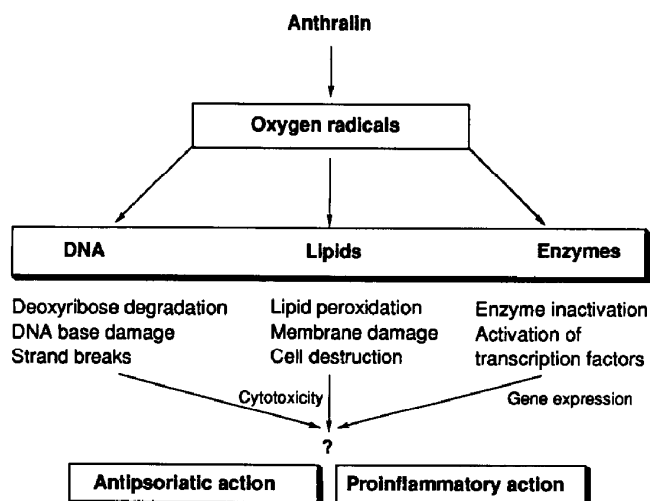 Anthralin
Oxygen radicals
DNA Lipids Enzymes
Deoxyribose degradation
DNA base damage
Strand breaks
Lipid peroxidation
Membrane damage
Cell destruction
Enzyme inactivation
Activation of
transcription factors
Cytotoxicity
Gene expression
?
Antipsoriatic action
Proinflammatory action